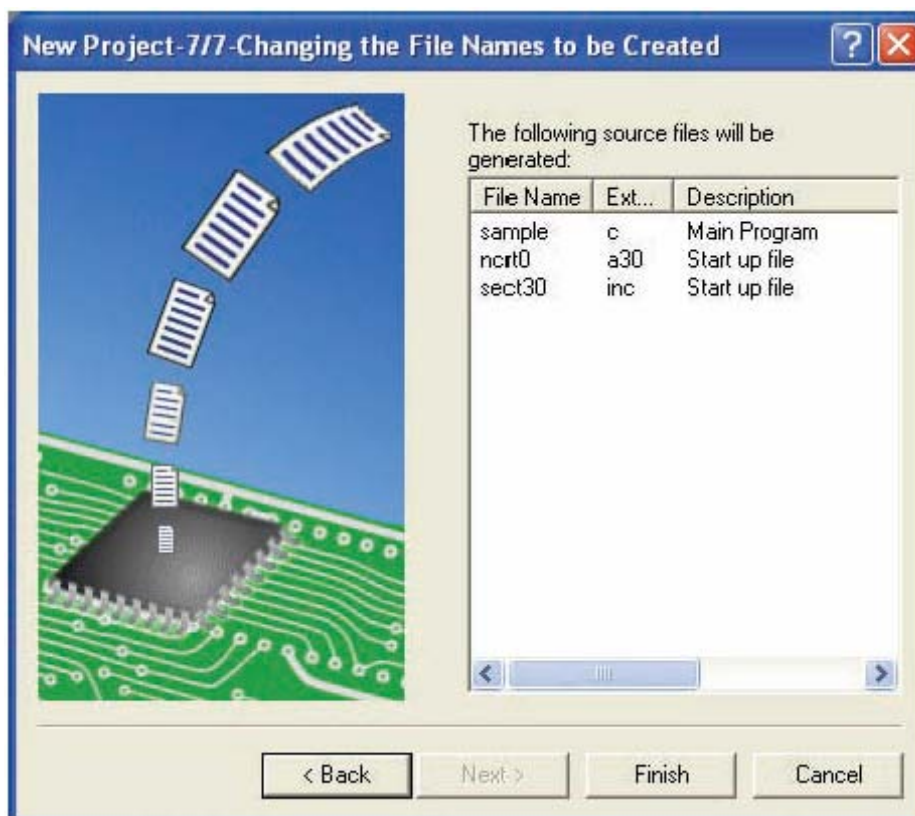 New Project-7/7-Changing the File Names to be Created
The following source files will be
generated:
File Name Ext... Description
sample c Main Program
ncrt0 a30 Start up file
sect30 inc Start up file
< Back Next > Finish Cancel